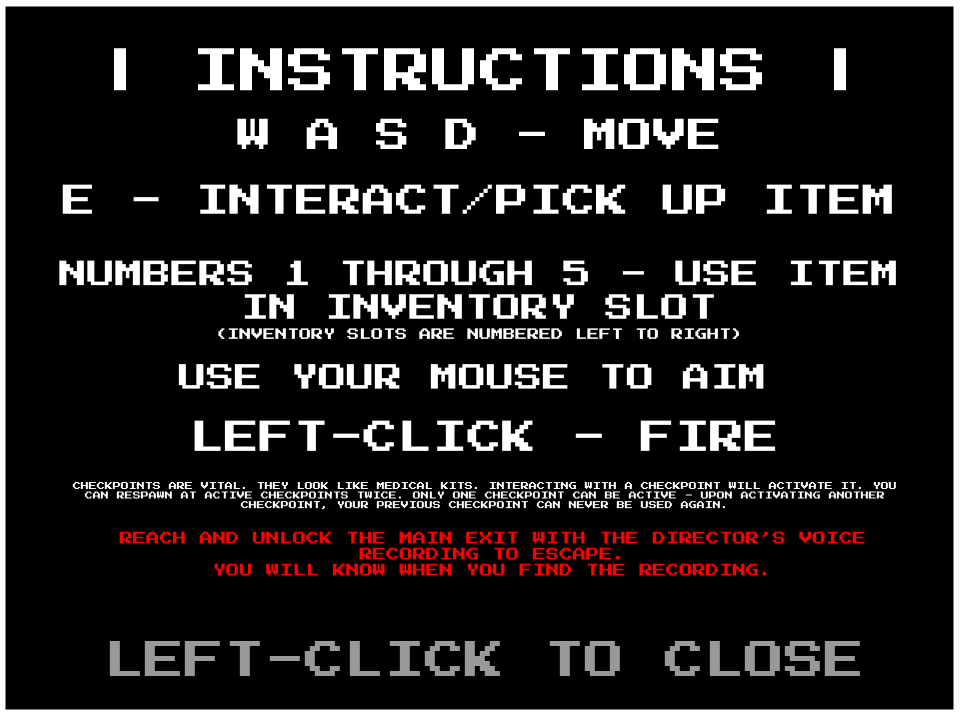 | INSTRUCTIONS |
W A S D - MOVE
E - INTERACT/PICK UP ITEM
NUMBERS 1 THROUGH 5 - USE ITEM
IN INVENTORY SLOT
(INVENTORY SLOTS ARE NUMBERED LEFT TO RIGHT)
USE YOUR MOUSE TO AIM
LEFT-CLICK - FIRE
CHECKPOINTS ARE VITAL. THEY LOOK LIKE MEDICAL KITS. INTERACTING WITH A CHECKPOINT WILL ACTIVATE IT. YOU
CAN RESPAWN AT ACTIVE CHECKPOINTS TWICE. ONLY ONE CHECKPOINT CAN BE ACTIVE - UPON ACTIVATING ANOTHER
CHECKPOINT, YOUR PREVIOUS CHECKPOINT CAN NEVER BE USED AGAIN.
REACH AND UNLOCK THE MAIN EXIT WITH THE DIRECTOR'S VOICE
RECORDING TO ESCAPE.
YOU WILL KNOW WHEN YOU FIND THE RECORDING.
LEFT-CLICK TO CLOSE